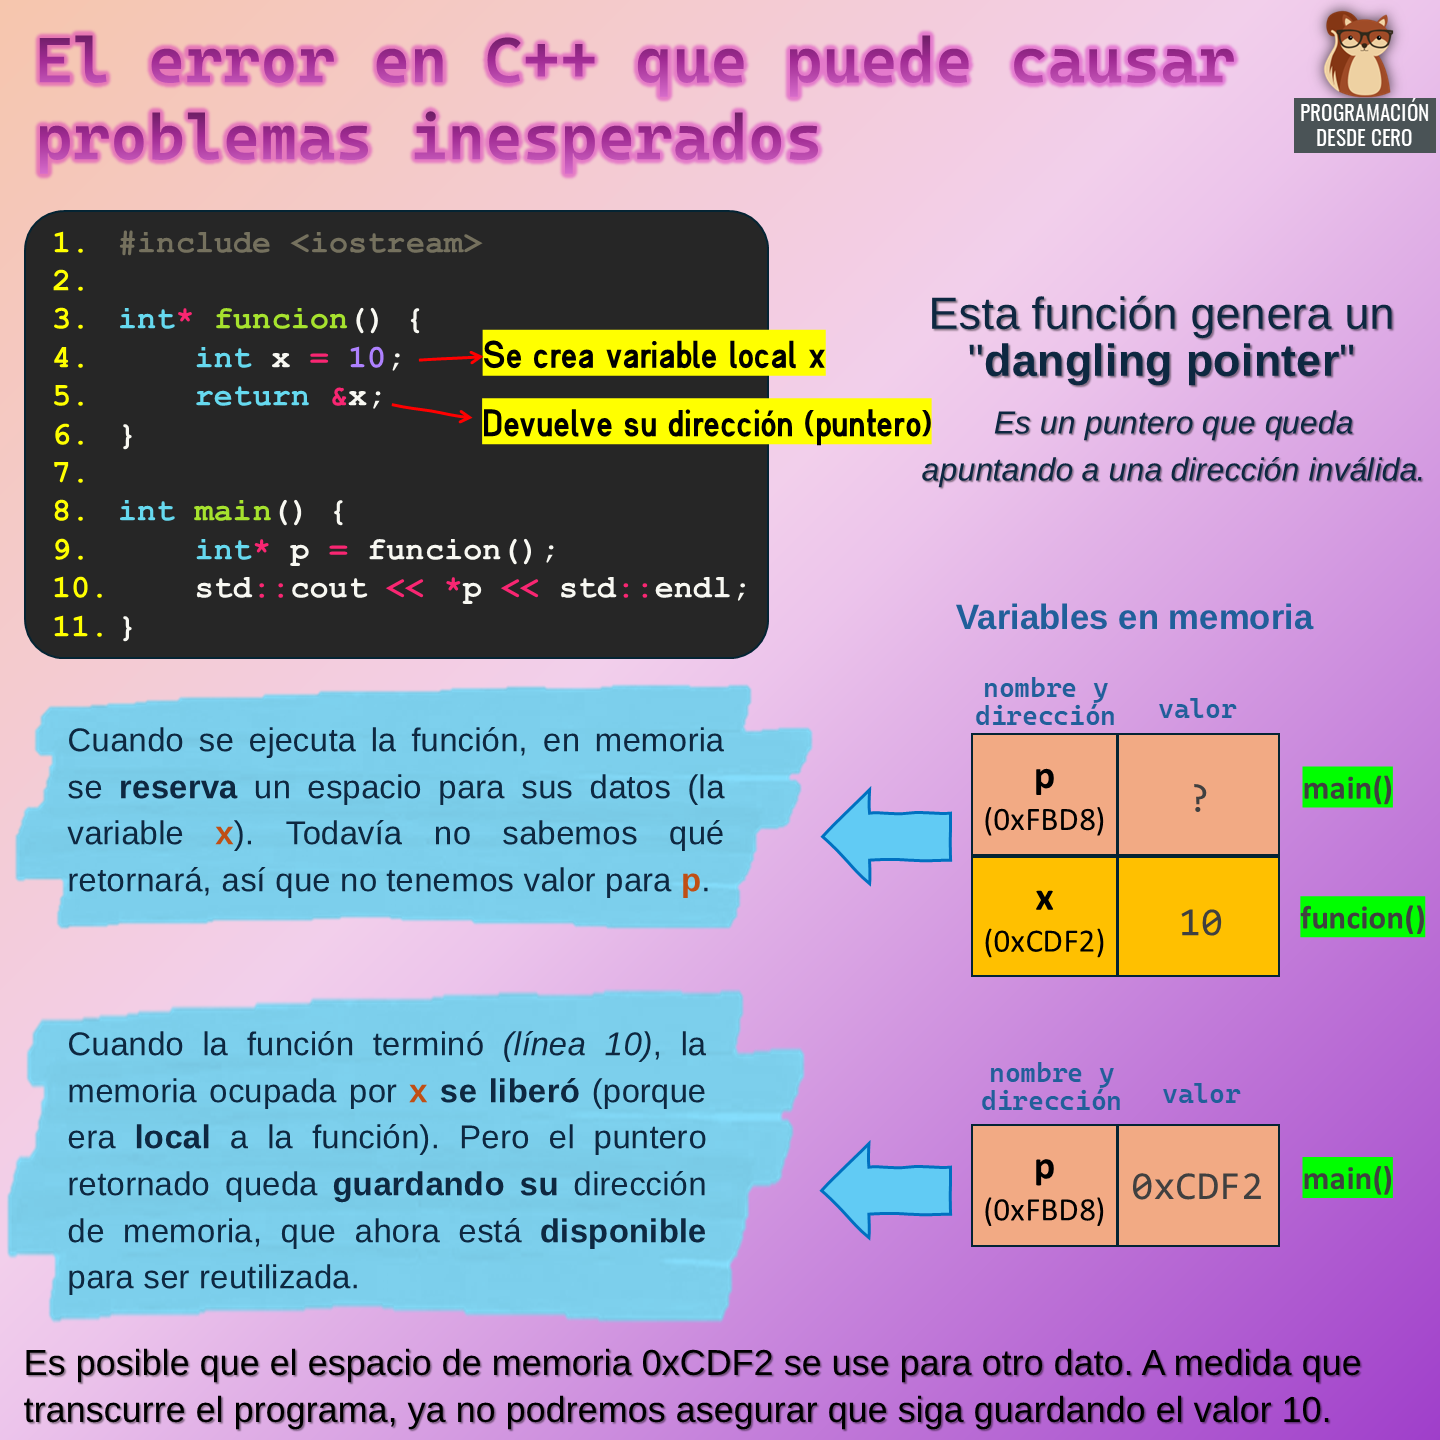 El error en C++ que puede causar
problemas inesperados
PROGRAMACIÓN
DESDE CERO
1. #include <iostream>
2.
3. int* funcion() {
4.     int x = 10;
Se crea variable local x
5.     return &x;
Devuelve su dirección (puntero)
6. }
7.
8. int main() {
9.     int* p = funcion();
10.     std::cout << *p << std::endl;
11. }
Esta función genera un
"dangling pointer"
Es un puntero que queda
apuntando a una dirección inválida.
Variables en memoria
Cuando se ejecuta la función, en memoria
se reserva un espacio para sus datos (la
variable x). Todavía no sabemos qué
retornará, así que no tenemos valor para p.
nombre y
dirección
valor
p
(0xFBD8)
?
main()
x
(0xCDF2)
10
funcion()
Cuando la función terminó (línea 10), la
memoria ocupada por x se liberó (porque
era local a la función). Pero el puntero
retornado queda guardando su dirección
de memoria, que ahora está disponible
para ser reutilizada.
nombre y
dirección
valor
p
(0xFBD8)
0xCDF2
main()
Es posible que el espacio de memoria 0xCDF2 se use para otro dato. A medida que
transcurre el programa, ya no podremos asegurar que siga guardando el valor 10.